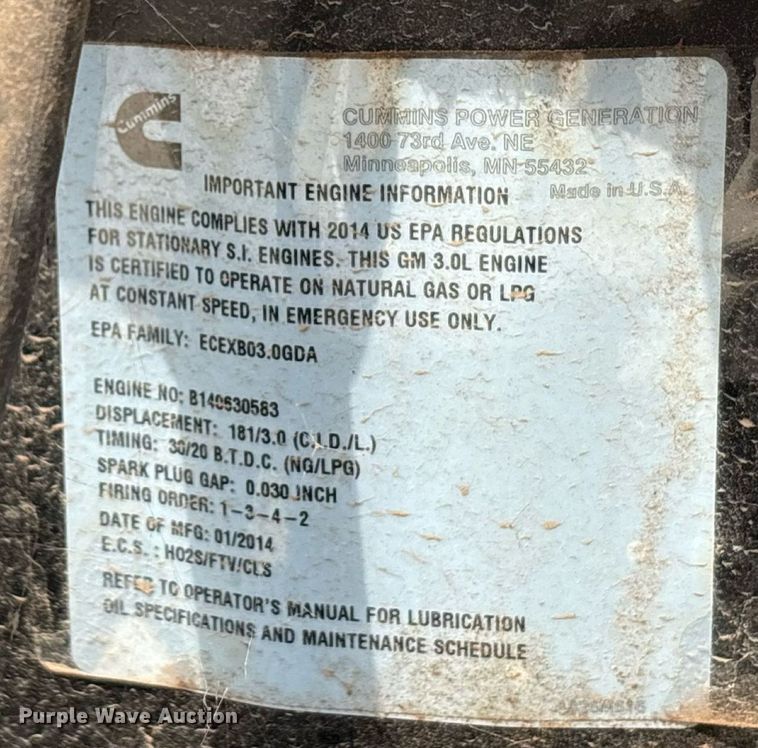 Cummins
CUMMINS POWER GENERATION
1400 73rd Ave. NE
Minneapolis, MN 55432
Made in U.S.A.
IMPORTANT ENGINE INFORMATION
THIS ENGINE COMPLIES WITH 2014 US EPA REGULATIONS
FOR STATIONARY S.I. ENGINES. THIS GM 3.0L ENGINE
IS CERTIFIED TO OPERATE ON NATURAL GAS OR LPG
AT CONSTANT SPEED, IN EMERGENCY USE ONLY.
EPA FAMILY: ECEXB03.0GDA
ENGINE NO: B140630583
DISPLACEMENT: 181/3.0 (C.I.D./L.)
TIMING: 30/20 B.T.D.C. (NG/LPG)
SPARK PLUG GAP: 0.030 INCH
FIRING ORDER: 1-3-4-2
DATE OF MFG: 01/2014
E.C.S. : HO2S/FTV/CLS
REFER TO OPERATOR'S MANUAL FOR LUBRICATION
OIL SPECIFICATIONS AND MAINTENANCE SCHEDULE
Purple Wave Auction